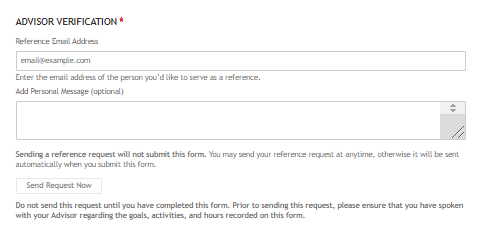 ADVISOR VERIFICATION *
Reference Email Address
email@example.com
Enter the email address of the person you'd like to serve as a reference.
Add Personal Message (optional)
Sending a reference request will not submit this form. You may send your reference request at anytime, otherwise it will be sent
automatically when you submit this form.
Send Request Now
Do not send this request until you have completed this form. Prior to sending this request, please ensure that you have spoken
with your Advisor regarding the goals, activities, and hours recorded on this form.